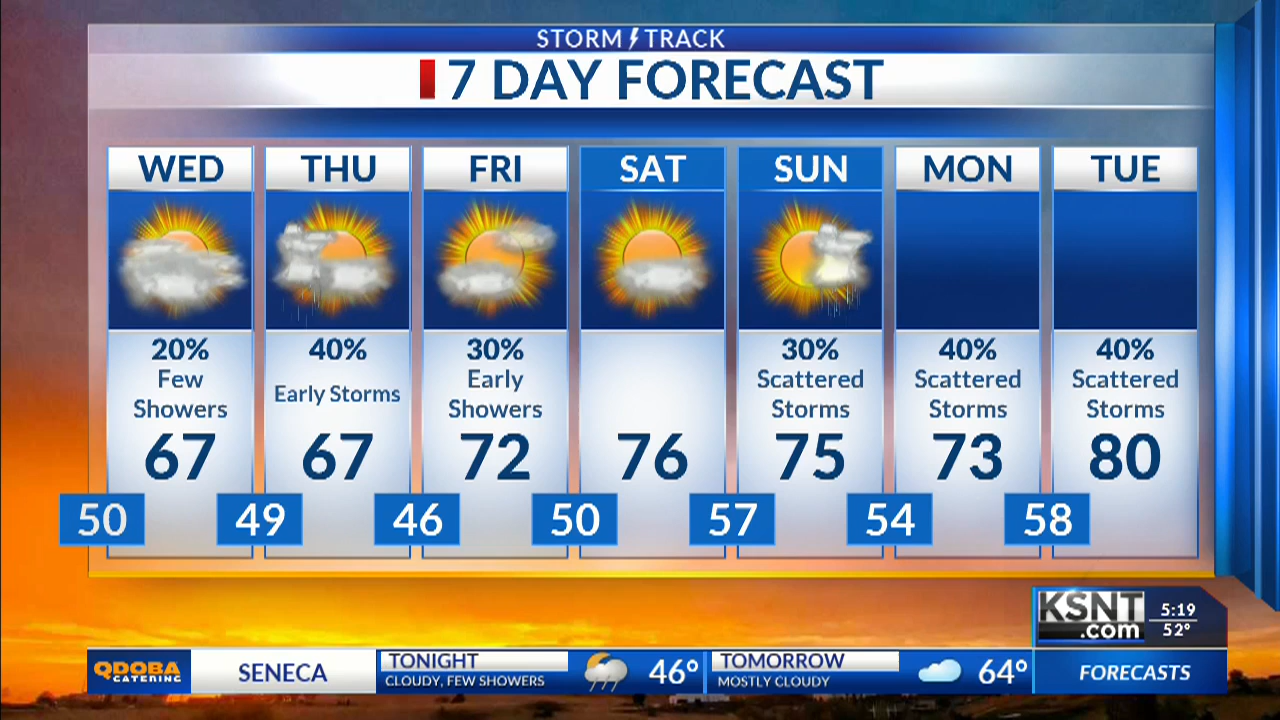 STORM TRACK
7 DAY FORECAST
WED THU FRI SAT SUN MON TUE
20% 40% 30% 30% 40% 40%
Few Early Storms Early Scattered Scattered Scattered
Showers Showers Storms Storms Storms
67 67 72 76 75 73 80
50 49 46 50 57 54 58
KSNT
.com
5:19
52°
QDOBA
CATERING
SENECA
TONIGHT
CLOUDY, FEW SHOWERS
46°
TOMORROW
MOSTLY CLOUDY
64°
FORECASTS